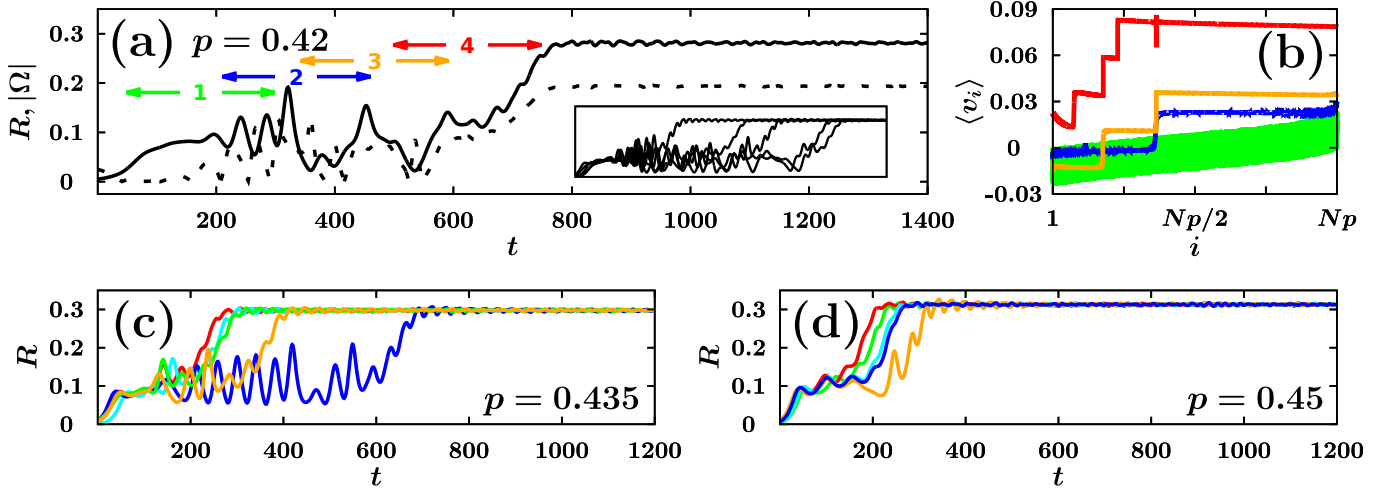 (a) p = 0.42
R, |Ω|
0.3
0.2
0.1
0
1 2 3 4
200 400 600 800 1000 1200 1400
t
(b)
⟨v_i⟩
0.09
0.06
0.03
0
-0.03
1 Np/2 Np
i
(c)
R
0.3
0.2
0.1
0
p = 0.435
200 400 600 800 1000 1200
t
(d)
R
0.3
0.2
0.1
0
p = 0.45
200 400 600 800 1000 1200
t